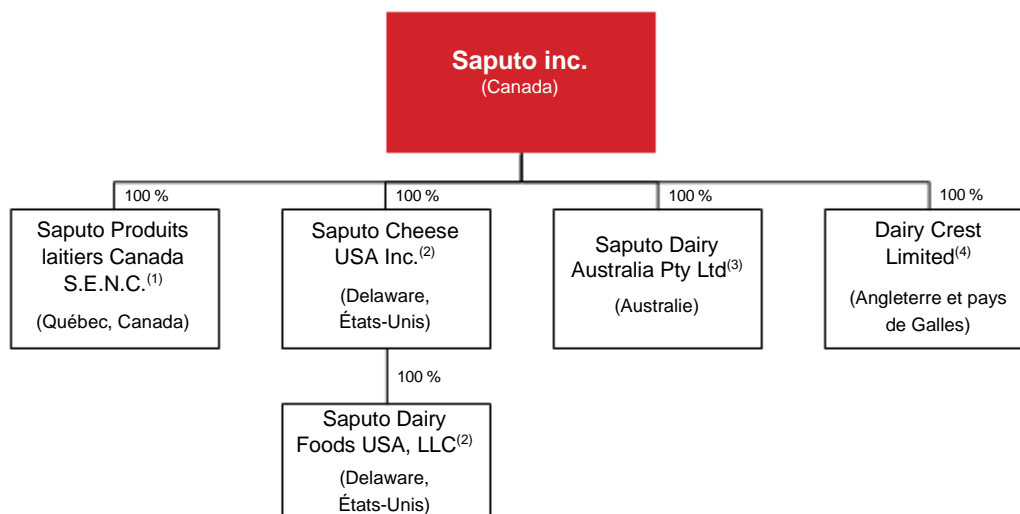 Saputo inc.
(Canada)
100 %
100 %
100 %
100 %
Saputo Produits
laitiers Canada
S.E.N.C.(1)
(Québec, Canada)
Saputo Cheese
USA Inc.(2)
(Delaware,
États-Unis)
Saputo Dairy
Australia Pty Ltd(3)
(Australie)
Dairy Crest
Limited(4)
(Angleterre et pays
de Galles)
100 %
Saputo Dairy
Foods USA, LLC(2)
(Delaware,
États-Unis)